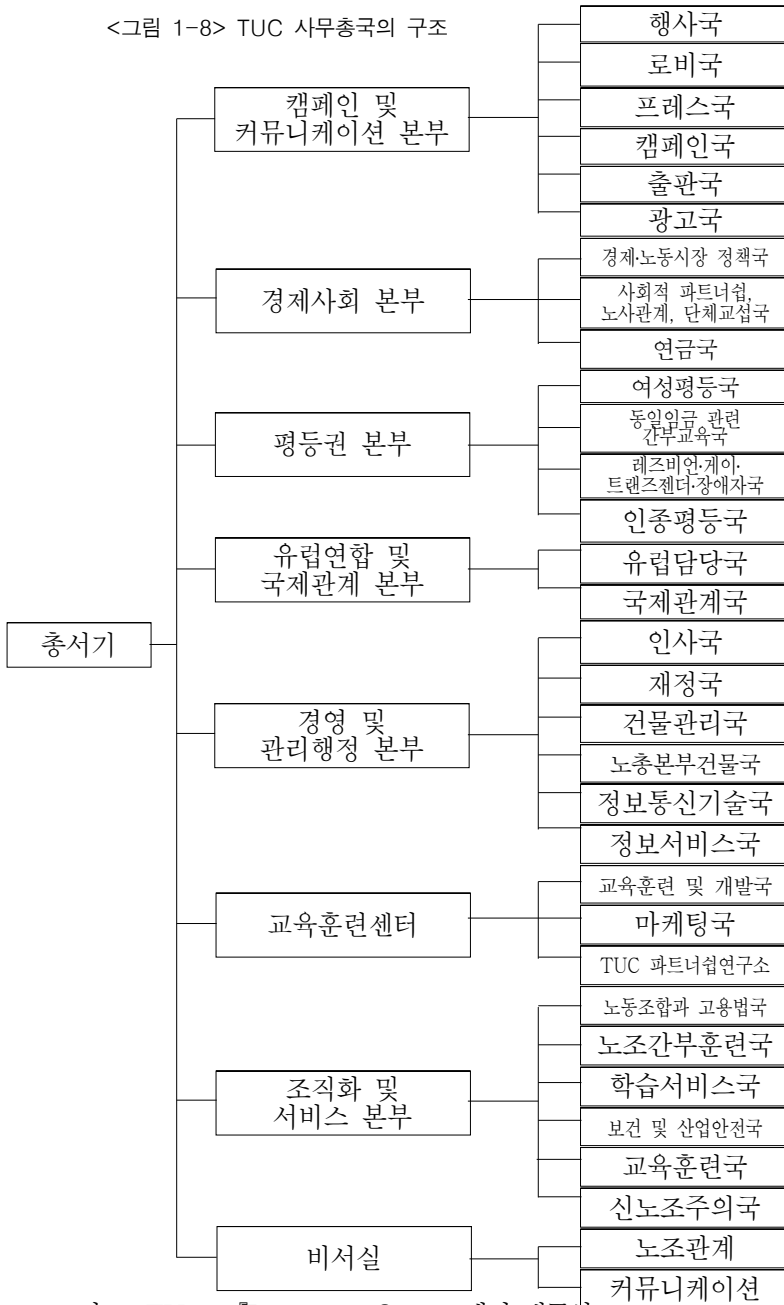 <그림 1-8> TUC 사무총국의 구조
총서기
캠페인 및
커뮤니케이션 본부
행사국
로비국
프레스국
캠페인국
출판국
광고국
경제사회 본부
경제·노동시장 정책국
사회적 파트너쉽,
노사관계, 단체교섭국
연금국
평등권 본부
여성평등국
동일임금 관련
간부교육국
레즈비언·게이·
트랜즈젠더·장애자국
인종평등국
유럽연합 및
국제관계 본부
유럽담당국
국제관계국
경영 및
관리행정 본부
인사국
재정국
건물관리국
노총본부건물국
정보통신기술국
정보서비스국
교육훈련센터
교육훈련 및 개발국
마케팅국
TUC 파트너쉽연구소
조직화 및
서비스 본부
노동조합과 고용법국
노조간부훈련국
학습서비스국
보건 및 산업안전국
교육훈련국
신노조주의국
비서실
노조관계
커뮤니케이션